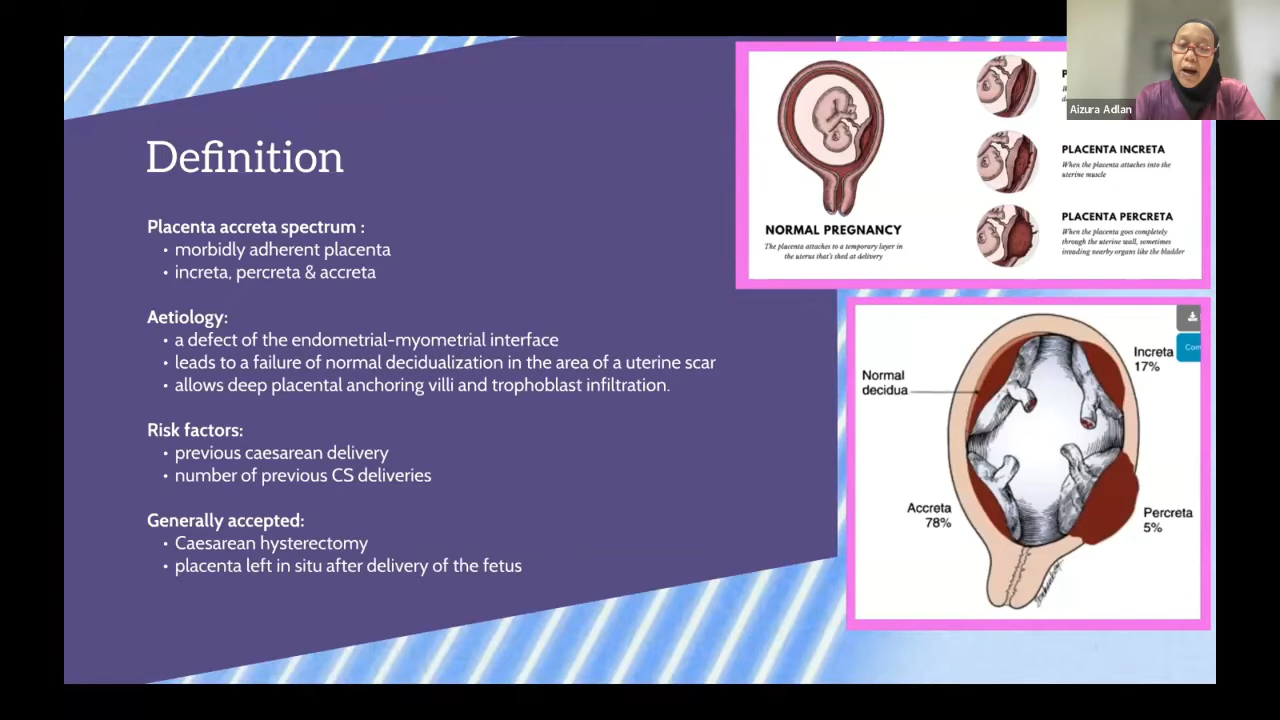 Definition
Placenta accreta spectrum :
• morbidly adherent placenta
• increta, percreta & accreta
Aetiology:
• a defect of the endometrial-myometrial interface
• leads to a failure of normal decidualization in the area of a uterine scar
• allows deep placental anchoring villi and trophoblast infiltration.
Risk factors:
• previous caesarean delivery
• number of previous CS deliveries
Generally accepted:
• Caesarean hysterectomy
• placenta left in situ after delivery of the fetus
NORMAL PREGNANCY
The placenta attaches to a temporary layer in
the uterus that's shed at delivery
PLACENTA INCRETA
When the placenta attaches into the
uterine muscle
PLACENTA PERCRETA
When the placenta goes completely
through the uterine wall, sometimes
invading nearby organs like the bladder
Aizura Adlan
Normal
decidua
Increta
17%
Com
Accreta
78%
Percreta
5%